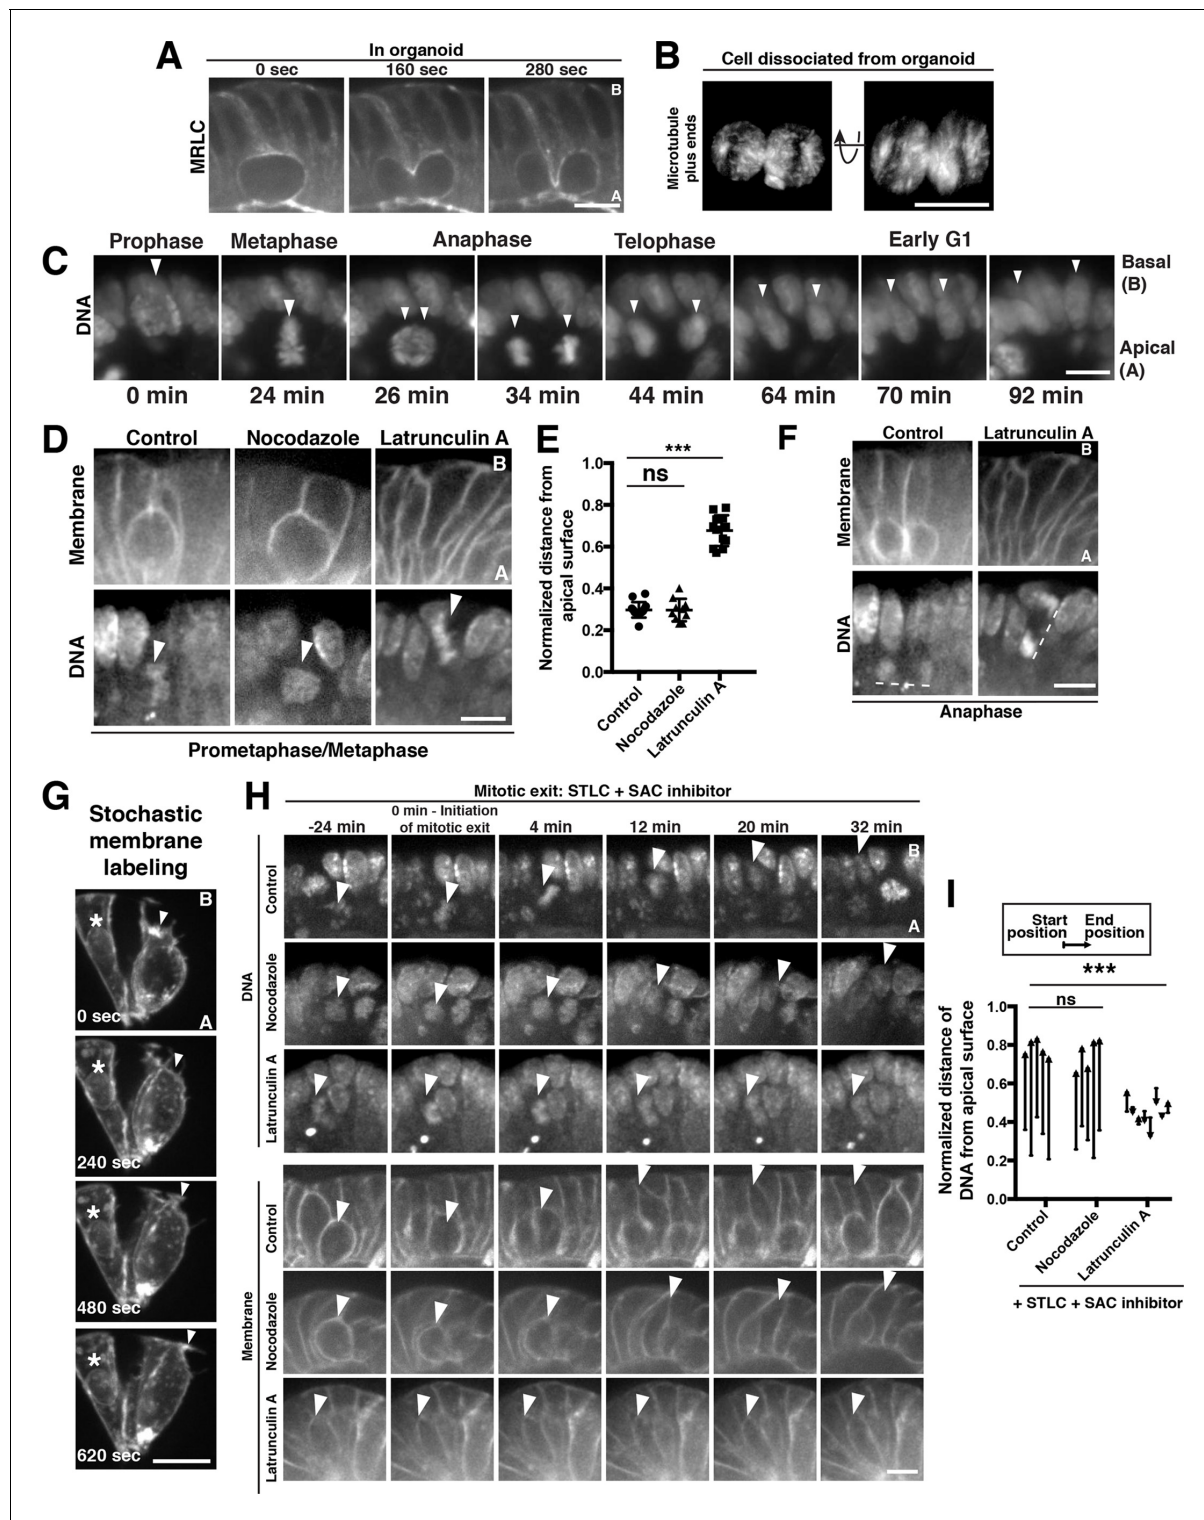 A
In organoid
0 sec 160 sec 280 sec
MRLC
B
A
B
Cell dissociated from organoid
Microtubule
plus ends
C
Prophase Metaphase Anaphase Telophase Early G1
DNA
Basal
(B)
Apical
(A)
0 min 24 min 26 min 34 min 44 min 64 min 70 min 92 min
D
Control Nocodazole Latrunculin A
Membrane
B
A
DNA
Prometaphase/Metaphase
E
Normalized distance from
apical surface
***
ns
1.0
0.8
0.6
0.4
0.2
0.0
Control
Nocodazole
Latrunculin A
F
Control Latrunculin A
Membrane
B
A
DNA
Anaphase
G
Stochastic
membrane
labeling
B
*
0 sec
A
*
240 sec
*
480 sec
*
620 sec
H
Mitotic exit: STLC + SAC inhibitor
0 min - Initiation
-24 min of mitotic exit 4 min 12 min 20 min 32 min
DNA
Control
B
A
Nocodazole
Latrunculin A
Membrane
Control
Nocodazole
Latrunculin A
I
Start End
position position
***
ns
Normalized distance of
DNA from apical surface
1.0
0.8
0.6
0.4
0.2
0.0
Control
Nocodazole
Latrunculin A
+ STLC + SAC inhibitor